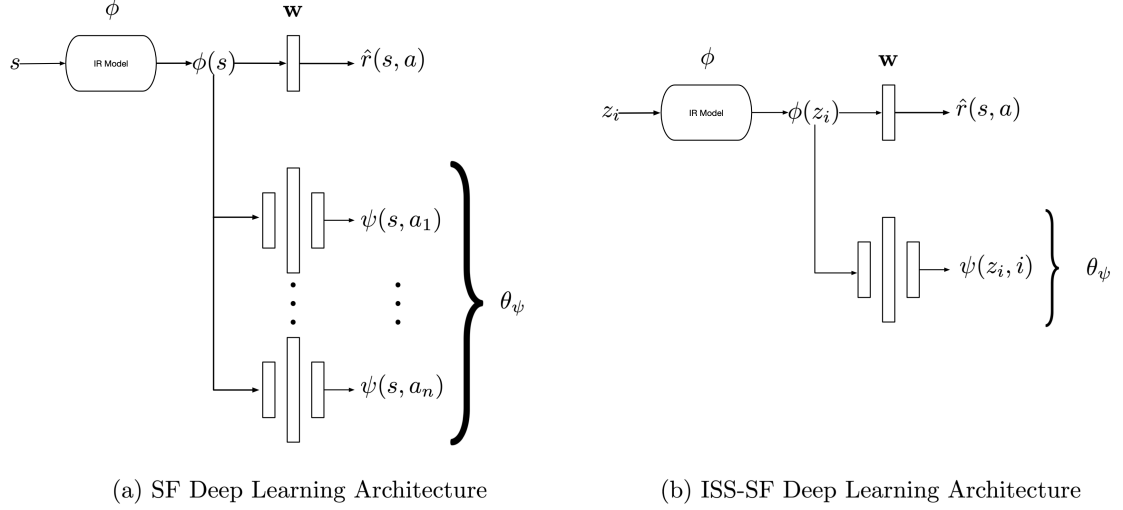 ϕ
w
s
IR Model
ϕ(s)
r̂(s, a)
ψ(s, a₁)
θ_ψ
ψ(s, aₙ)
(a) SF Deep Learning Architecture
ϕ
w
z_i
IR Model
ϕ(z_i)
r̂(s, a)
ψ(z_i, i)
θ_ψ
(b) ISS-SF Deep Learning Architecture